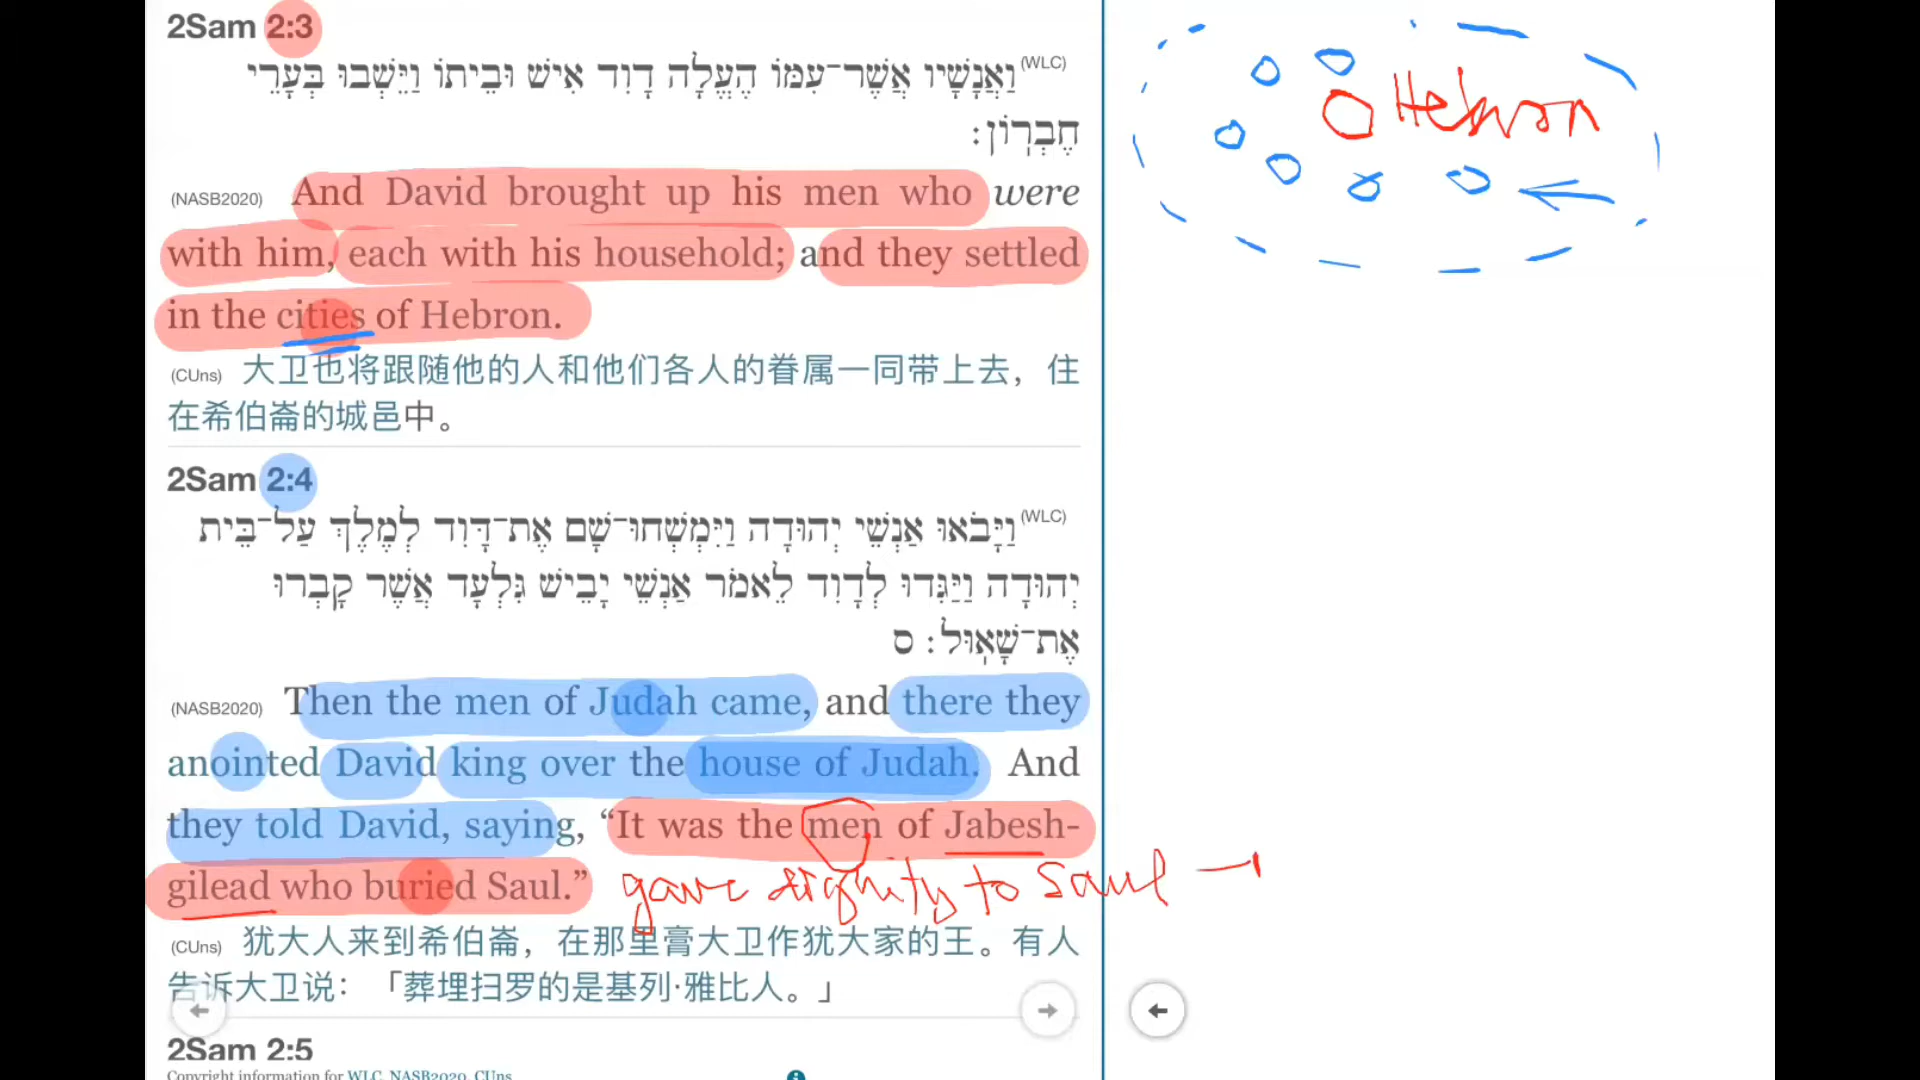 2Sam 2:3
(WLC) וַאֲנָשָׁיו אֲשֶׁר־עִמּוֹ הֶעֱלָה דָוִד אִישׁ וּבֵיתוֹ וַיֵּשְׁבוּ בְּעָרֵי
חֶבְרֽוֹן׃
(NASB2020) And David brought up his men who were
with him, each with his household; and they settled
in the cities of Hebron.
(CUns) 大卫也将跟随他的人和他们各人的眷属一同带上去，住
在希伯崙的城邑中。
2Sam 2:4
(WLC) וַיָּבֹאוּ אַנְשֵׁי יְהוּדָה וַיִּמְשְׁחוּ־שָׁם אֶת־דָּוִד לְמֶלֶךְ עַל־בֵּית
יְהוּדָה וַיַּגִּדוּ לְדָוִד לֵאמֹר אַנְשֵׁי יָבֵישׁ גִּלְעָד אֲשֶׁר קָבְרוּ
אֶת־שָׁאֽוּל׃ ס
(NASB2020) Then the men of Judah came, and there they
anointed David king over the house of Judah. And
they told David, saying, “It was the men of Jabesh-
gilead who buried Saul.”
gave dignity to Saul
(CUns) 犹大人来到希伯崙，在那里膏大卫作犹大家的王。有人
告诉大卫说：「葬埋扫罗的是基列·雅比人。」
2Sam 2:5
Copyright information for WLC, NASB2020, CUns
Hebron